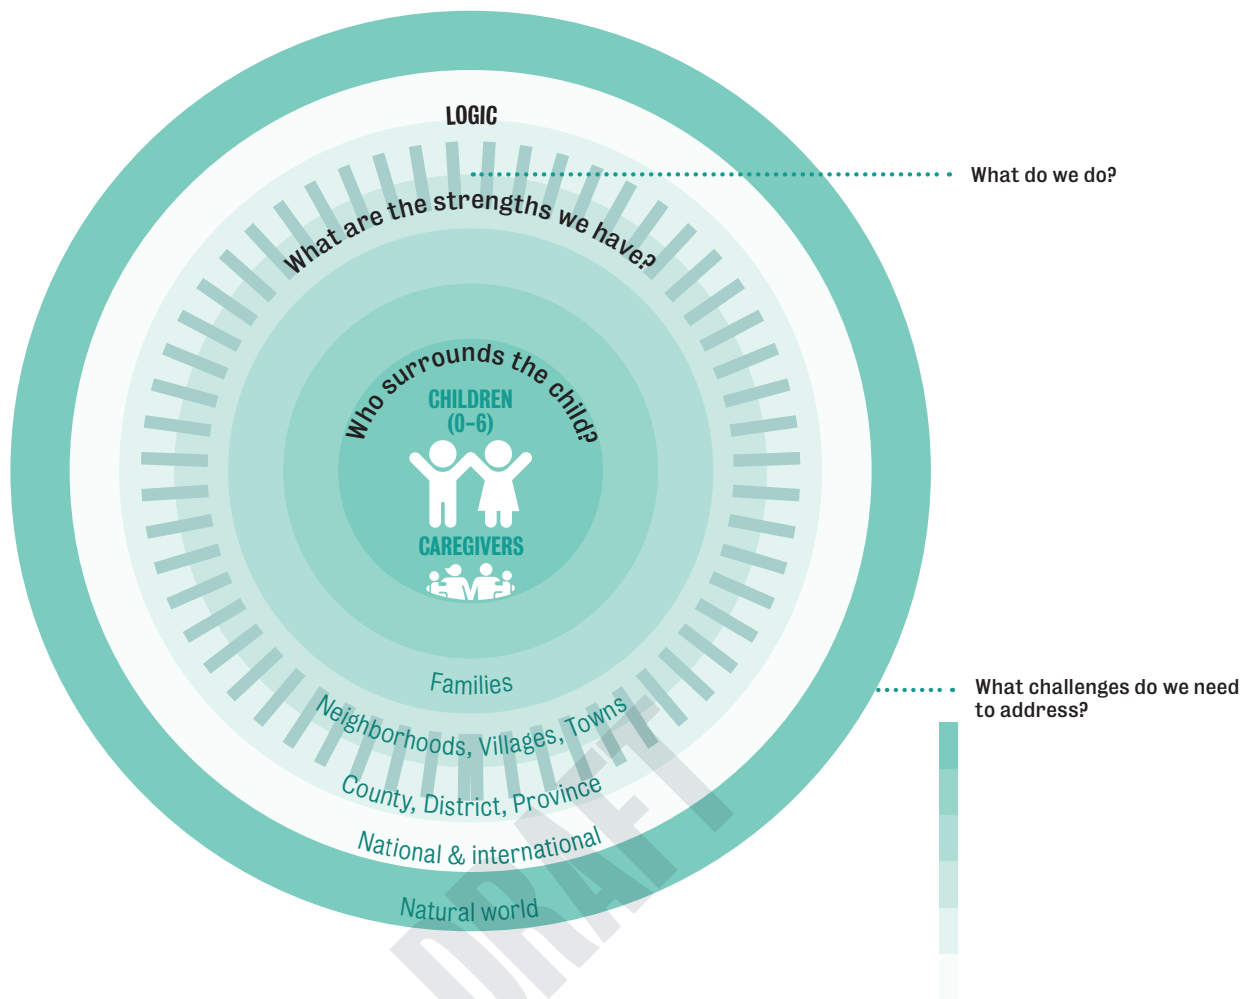 LOGIC
What do we do?
What are the strengths we have?
Who surrounds the child?
CHILDREN
(0–6)
CAREGIVERS
Families
What challenges do we need
to address?
Neighborhoods, Villages, Towns
County, District, Province
National & international
Natural world
DRAFT